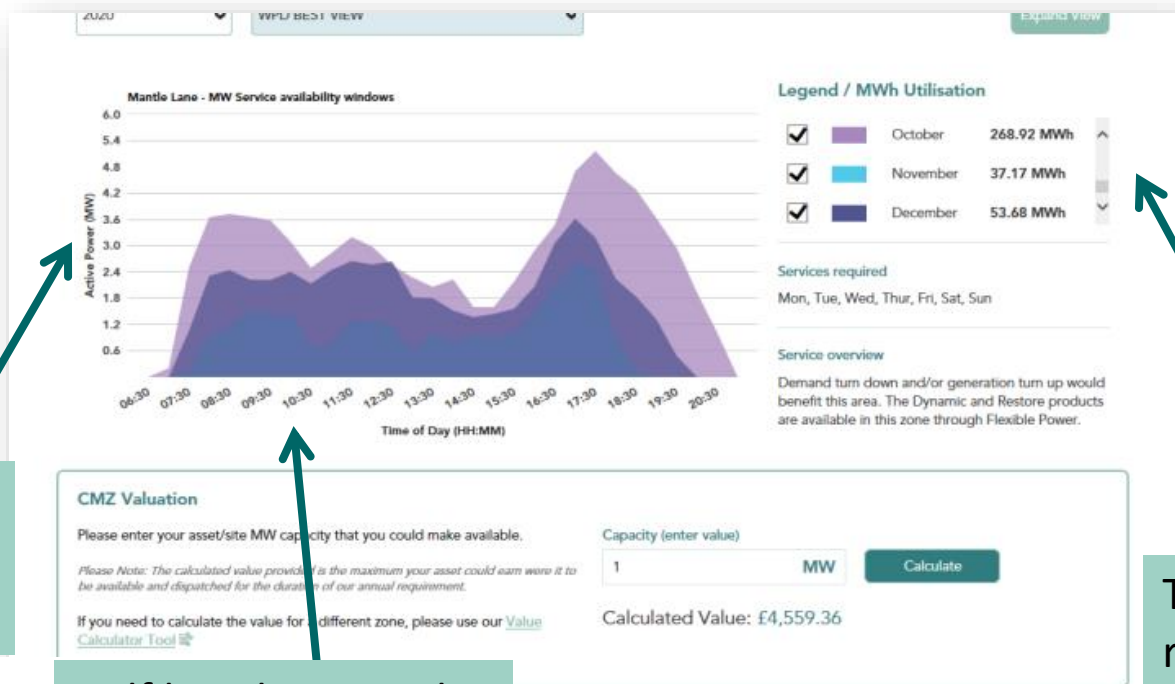 2020
WPD BEST VIEW
Expand View
Mantle Lane - MW Service availability windows
Active Power (MW)
6.0
5.4
4.8
4.2
3.6
3.0
2.4
1.8
1.2
0.6
06:30 07:30 08:30 09:30 10:30 11:30 12:30 13:30 14:30 15:30 16:30 17:30 18:30 19:30 20:30
Time of Day (HH:MM)
Legend / MWh Utilisation
October 268.92 MWh
November 37.17 MWh
December 53.68 MWh
Services required
Mon, Tue, Wed, Thur, Fri, Sat, Sun
Service overview
Demand turn down and/or generation turn up would
benefit this area. The Dynamic and Restore products
are available in this zone through Flexible Power.
CMZ Valuation
Please enter your asset/site MW capacity that you could make available.
Please Note: The calculated value provided is the maximum your asset could earn were it to
be available and dispatched for the duration of our annual requirement.
If you need to calculate the value for a different zone, please use our Value
Calculator Tool
Capacity (enter value)
1 MW
Calculate
Calculated Value: £4,559.36